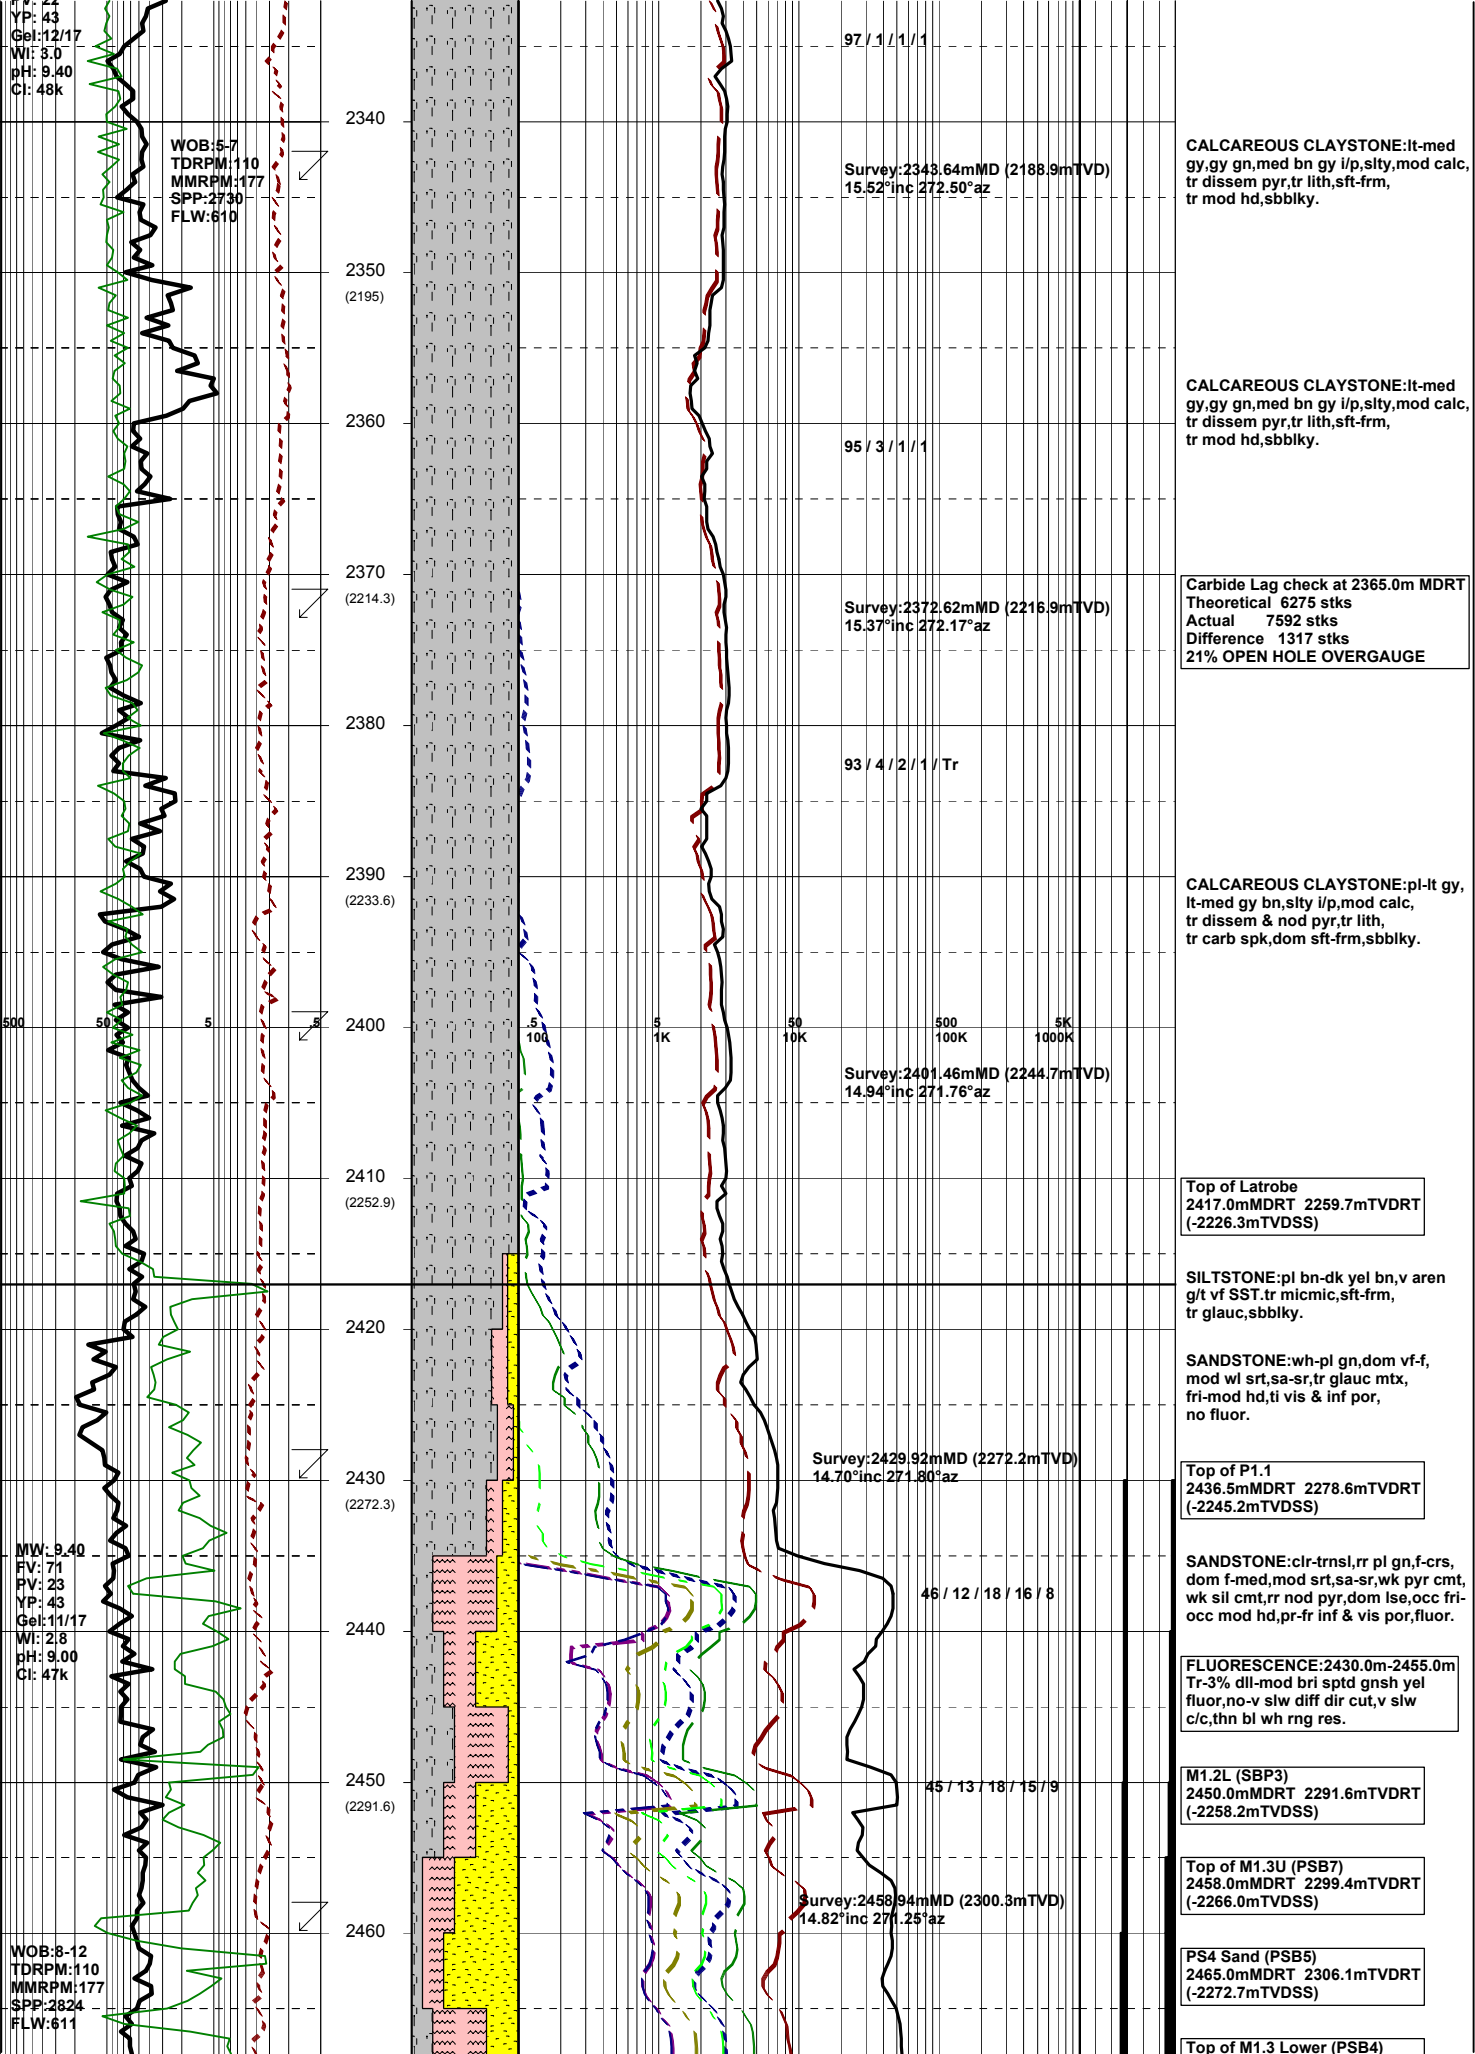 YP: 43
Gel:12/17
Wl: 3.0
pH: 9.40
Cl: 48k
97 / 1 / 1 / 1
2340
WOB:5-7
TDRPM:110
MMRPM:177
SPP:2730
FLW:610
Survey:2343.64mMD (2188.9mTVD)
15.52°inc 272.50°az
CALCAREOUS CLAYSTONE:lt-med
gy,gy gn,med bn gy i/p,slty,mod calc,
tr dissem pyr,tr lith,sft-frm,
tr mod hd,sbblky.
2350
(2195)
2360
95 / 3 / 1 / 1
CALCAREOUS CLAYSTONE:lt-med
gy,gy gn,med bn gy i/p,slty,mod calc,
tr dissem pyr,tr lith,sft-frm,
tr mod hd,sbblky.
2370
(2214.3)
Survey:2372.62mMD (2216.9mTVD)
15.37°inc 272.17°az
Carbide Lag check at 2365.0m MDRT
Theoretical 6275 stks
Actual 7592 stks
Difference 1317 stks
21% OPEN HOLE OVERGAUGE
2380
93 / 4 / 2 / 1 / Tr
2390
(2233.6)
CALCAREOUS CLAYSTONE:pl-lt gy,
lt-med gy bn,slty i/p,mod calc,
tr dissem & nod pyr,tr lith,
tr carb spk,dom sft-frm,sbblky.
500 50 5 .5 2400 .5 5 50 500 5K
100 1K 10K 100K 1000K
Survey:2401.46mMD (2244.7mTVD)
14.94°inc 271.76°az
2410
(2252.9)
Top of Latrobe
2417.0mMDRT 2259.7mTVDRT
(-2226.3mTVDSS)
SILTSTONE:pl bn-dk yel bn,v aren
g/t vf SST.tr micmic,sft-frm,
tr glauc,sbblky.
2420
SANDSTONE:wh-pl gn,dom vf-f,
mod wl srt,sa-sr,tr glauc mtx,
fri-mod hd,ti vis & inf por,
no fluor.
2430
(2272.3)
Survey:2429.92mMD (2272.2mTVD)
14.70°inc 271.80°az
Top of P1.1
2436.5mMDRT 2278.6mTVDRT
(-2245.2mTVDSS)
MW: 9.40
FV: 71
PV: 23
YP: 43
Gel:11/17
Wl: 2.8
pH: 9.00
Cl: 47k
46 / 12 / 18 / 16 / 8
SANDSTONE:clr-trnsl,rr pl gn,f-crs,
dom f-med,mod srt,sa-sr,wk pyr cmt,
wk sil cmt,rr nod pyr,dom lse,occ fri-
occ mod hd,pr-fr inf & vis por,fluor.
2440
FLUORESCENCE:2430.0m-2455.0m
Tr-3% dll-mod bri sptd gnsh yel
fluor,no-v slw diff dir cut,v slw
c/c,thn bl wh rng res.
2450
(2291.6)
45 / 13 / 18 / 15 / 9
M1.2L (SBP3)
2450.0mMDRT 2291.6mTVDRT
(-2258.2mTVDSS)
Top of M1.3U (PSB7)
2458.0mMDRT 2299.4mTVDRT
(-2266.0mTVDSS)
Survey:2458.94mMD (2300.3mTVD)
14.82°inc 271.25°az
2460
WOB:8-12
TDRPM:110
MMRPM:177
SPP:2824
FLW:611
PS4 Sand (PSB5)
2465.0mMDRT 2306.1mTVDRT
(-2272.7mTVDSS)
Top of M1.3 Lower (PSB4)